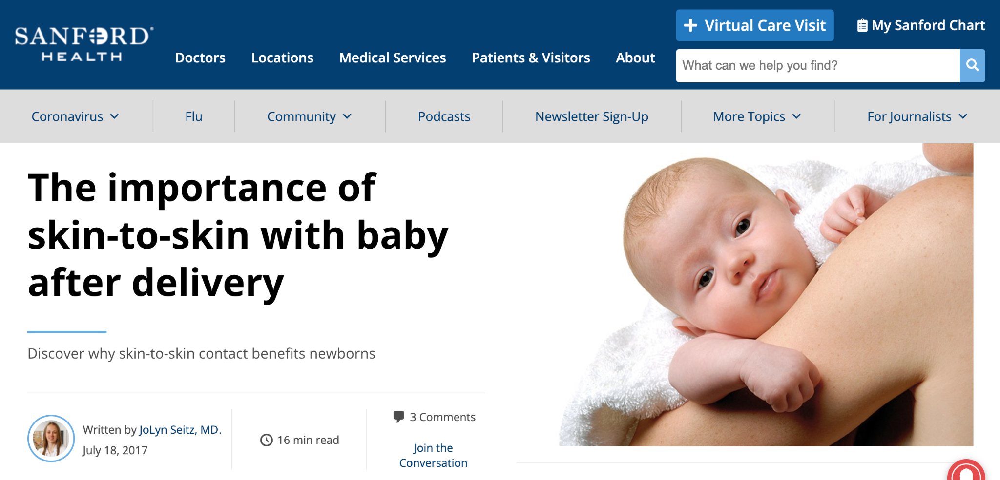 SANFORD®
HEALTH
Doctors
Locations
Medical Services
Patients & Visitors
About
Virtual Care Visit
My Sanford Chart
What can we help you find?
Coronavirus
Flu
Community
Podcasts
Newsletter Sign-Up
More Topics
For Journalists
The importance of
skin-to-skin with baby
after delivery
Discover why skin-to-skin contact benefits newborns
Written by JoLyn Seitz, MD.
July 18, 2017
16 min read
3 Comments
Join the
Conversation